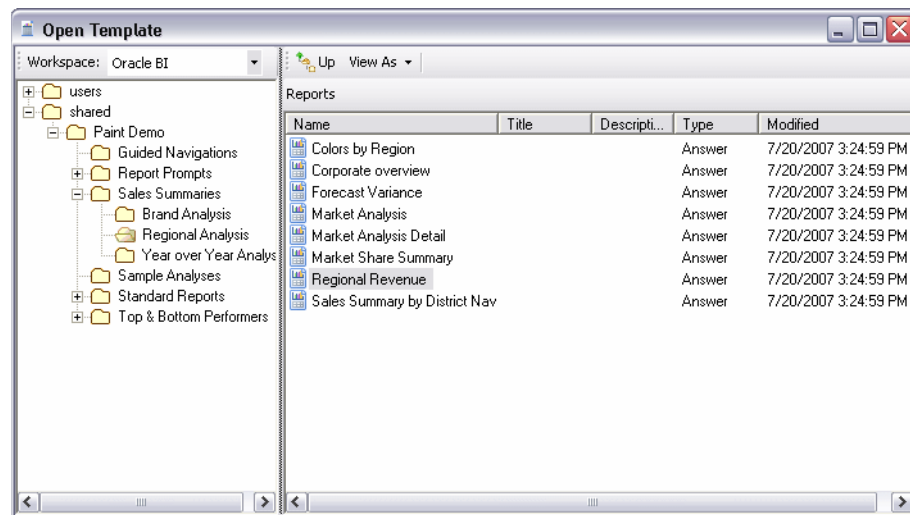 Open Template
Workspace: Oracle BI
Up View As
users
shared
Paint Demo
Guided Navigations
Report Prompts
Sales Summaries
Brand Analysis
Regional Analysis
Year over Year Analys
Sample Analyses
Standard Reports
Top & Bottom Performers
Reports
Name Title Descripti... Type Modified
Colors by Region Answer 7/20/2007 3:24:59 PM
Corporate overview Answer 7/20/2007 3:24:59 PM
Forecast Variance Answer 7/20/2007 3:24:59 PM
Market Analysis Answer 7/20/2007 3:24:59 PM
Market Analysis Detail Answer 7/20/2007 3:24:59 PM
Market Share Summary Answer 7/20/2007 3:24:59 PM
Regional Revenue Answer 7/20/2007 3:24:59 PM
Sales Summary by District Nav Answer 7/20/2007 3:24:59 PM